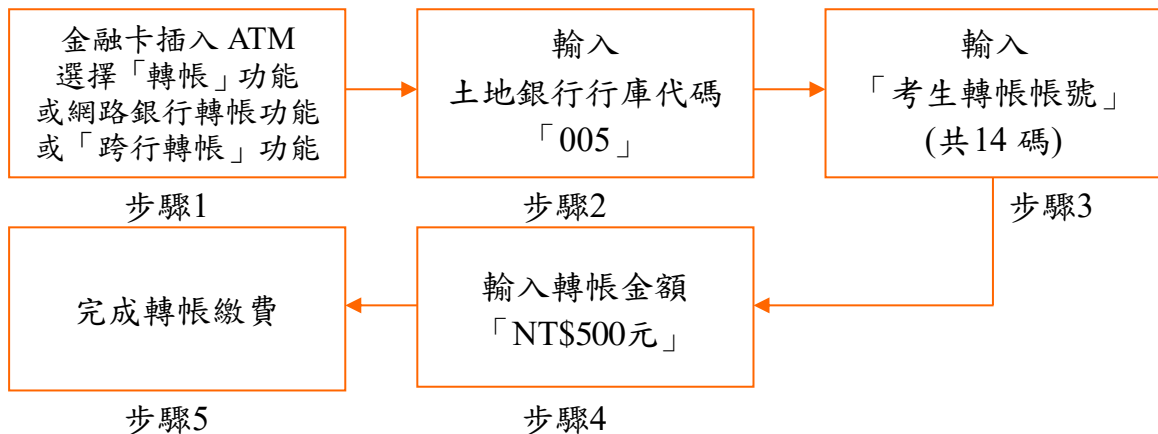 金融卡插入 ATM
選擇「轉帳」功能
或網路銀行轉帳功能
或「跨行轉帳」功能
步驟1
輸入
土地銀行行庫代碼
「005」
步驟2
輸入
「考生轉帳帳號」
(共14 碼)
步驟3
輸入轉帳金額
「NT$500元」
步驟4
完成轉帳繳費
步驟5